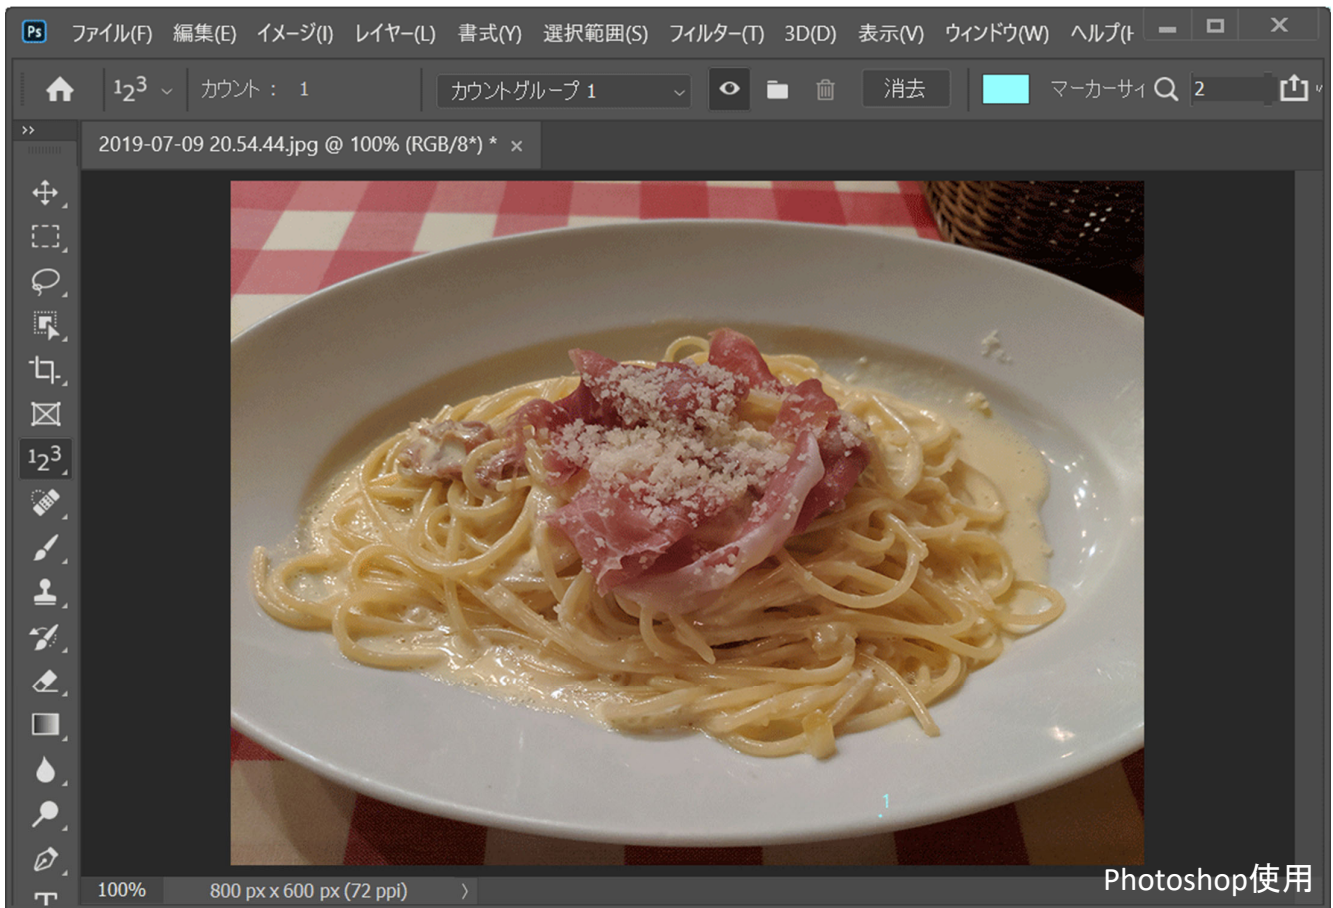 Ps ファイル(F) 編集(E) イメージ(I) レイヤー(L) 書式(Y) 選択範囲(S) フィルター(T) 3D(D) 表示(V) ウィンドウ(W) ヘルプ(H
123 カウント : 1 カウントグループ 1 消去 マーカーサイ 2
2019-07-09 20.54.44.jpg @ 100% (RGB/8*) * ×
123
1
100% 800 px x 600 px (72 ppi)
Photoshop使用